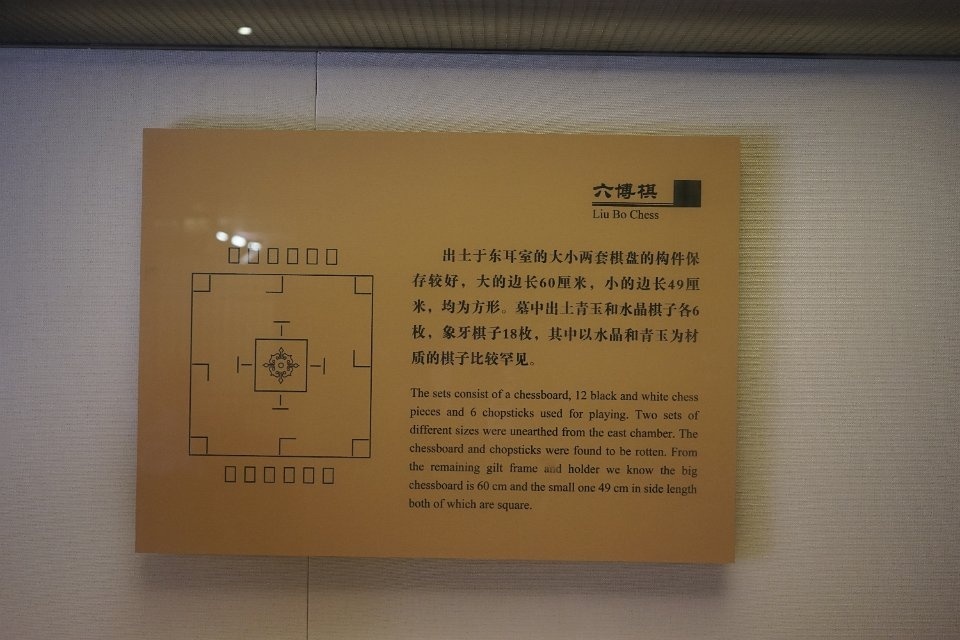 六博棋
Liu Bo Chess
出土于东耳室的大小两套棋盘的构件保
存较好，大的边长60厘米，小的边长49厘
米，均为方形。墓中出土青玉和水晶棋子各6
枚，象牙棋子18枚，其中以水晶和青玉为材
质的棋子比较罕见。
The sets consist of a chessboard, 12 black and white chess
pieces and 6 chopsticks used for playing. Two sets of
different sizes were unearthed from the east chamber. The
chessboard and chopsticks were found to be rotten. From
the remaining gilt frame and holder we know the big
chessboard is 60 cm and the small one 49 cm in side length
both of which are square.